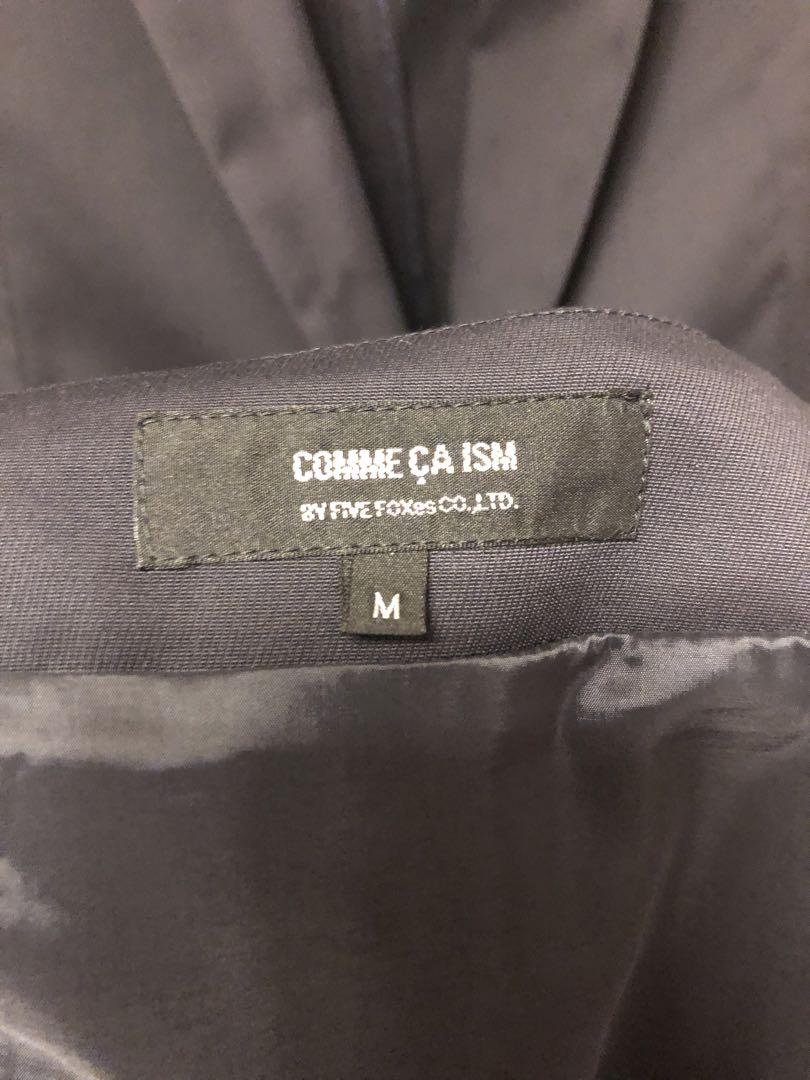 COMME ÇA ISM
BY FIVE FOXes CO.,LTD.
M